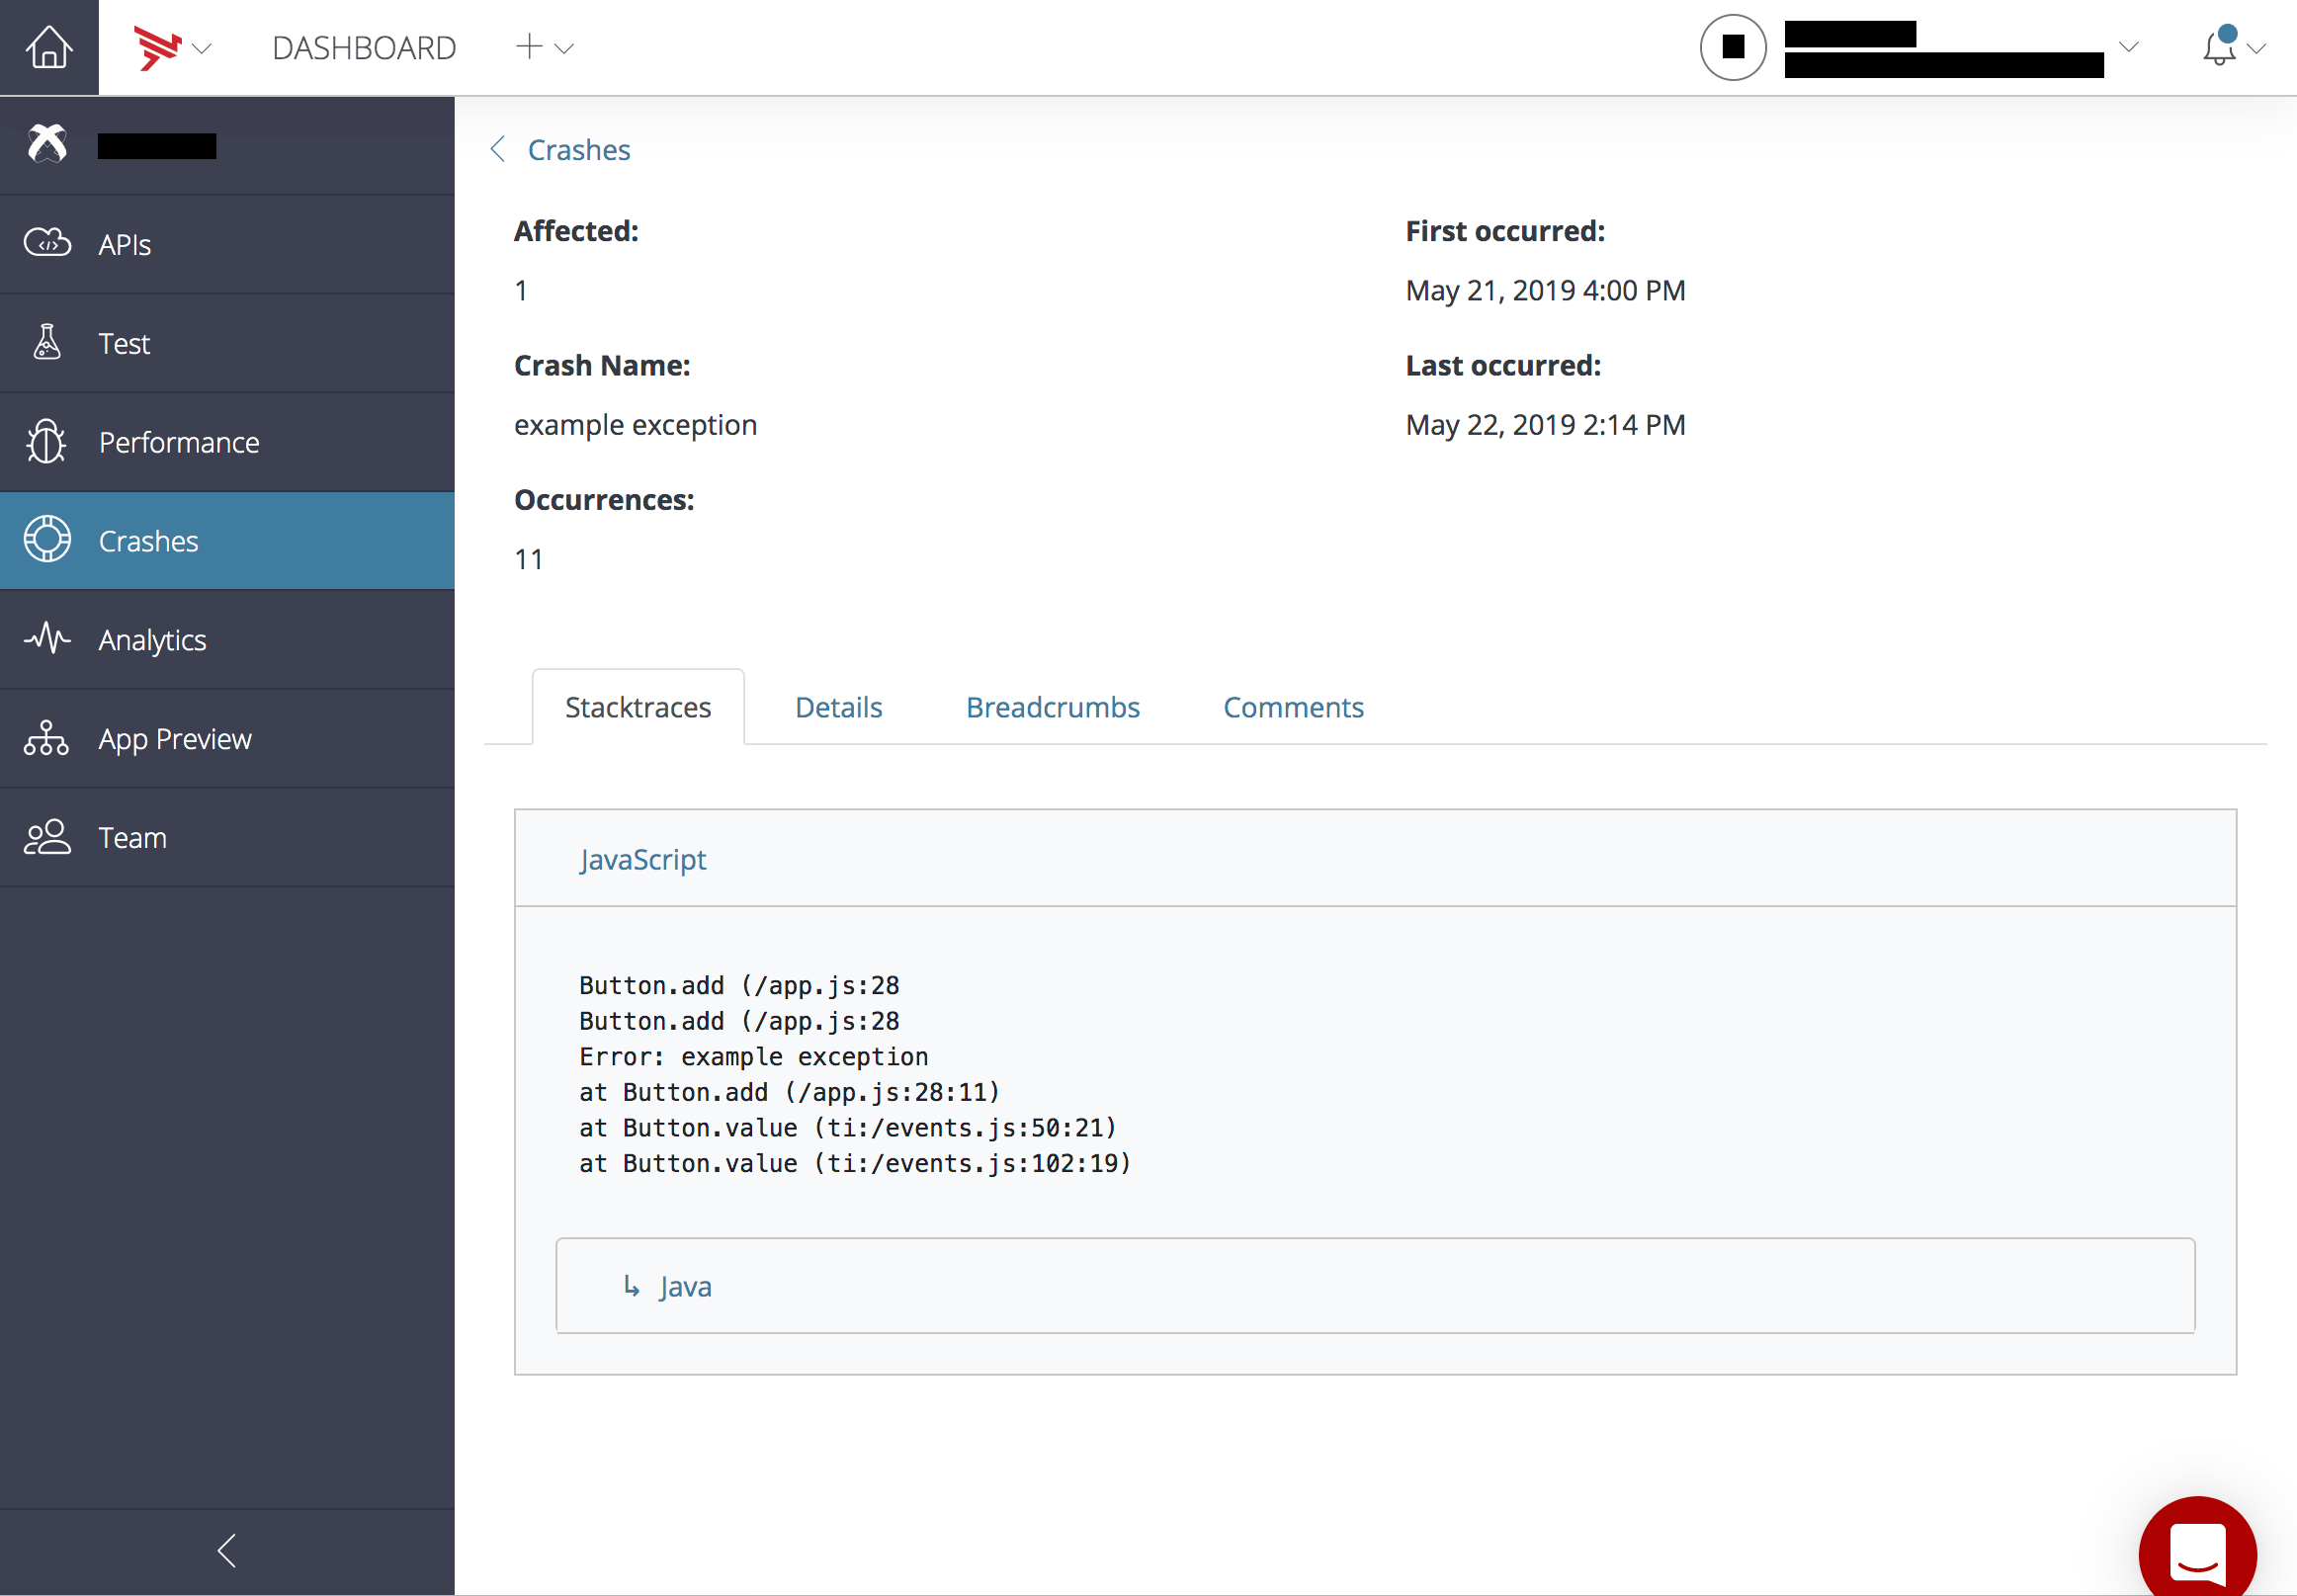 DASHBOARD
APIs
Test
Performance
Crashes
Analytics
App Preview
Team
Crashes
Affected:
1
First occurred:
May 21, 2019 4:00 PM
Crash Name:
example exception
Last occurred:
May 22, 2019 2:14 PM
Occurrences:
11
Stacktraces Details Breadcrumbs Comments
JavaScript
Button.add (/app.js:28
Button.add (/app.js:28
Error: example exception
at Button.add (/app.js:28:11)
at Button.value (ti:/events.js:50:21)
at Button.value (ti:/events.js:102:19)
↳ Java